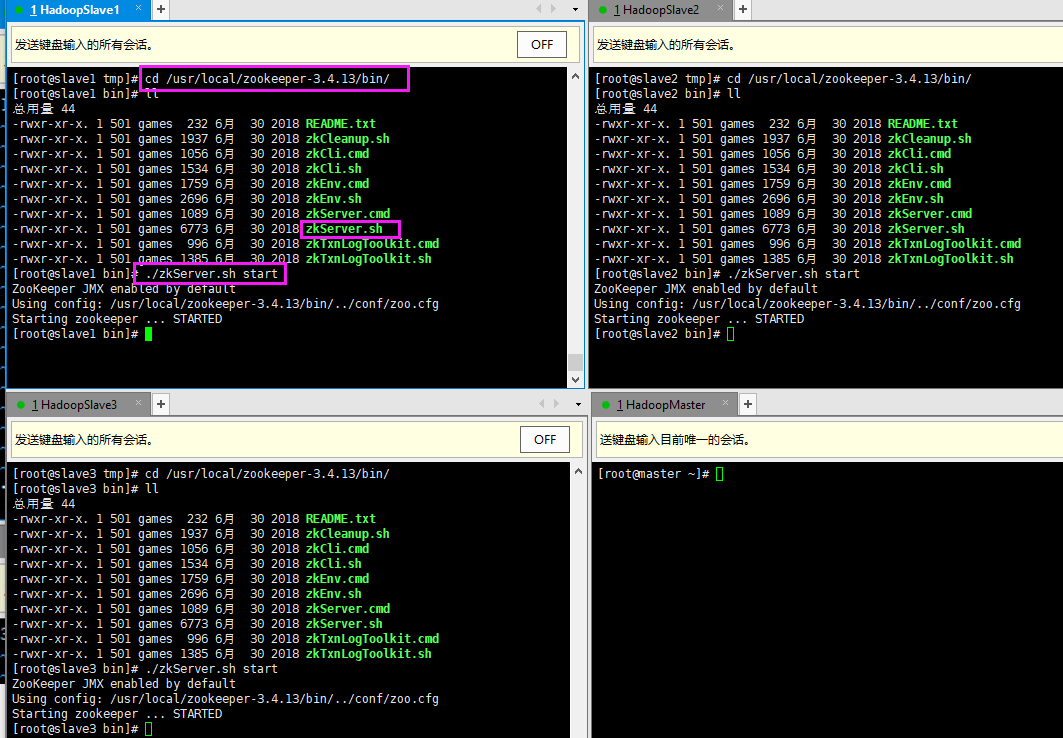 1 HadoopSlave1 × +
发送键盘输入的所有会话。 OFF
[root@slave1 tmp]# cd /usr/local/zookeeper-3.4.13/bin/
[root@slave1 bin]# ll
总用量 44
-rwxr-xr-x. 1 501 games  232 6月  30 2018 README.txt
-rwxr-xr-x. 1 501 games 1937 6月  30 2018 zkCleanup.sh
-rwxr-xr-x. 1 501 games 1056 6月  30 2018 zkCli.cmd
-rwxr-xr-x. 1 501 games 1534 6月  30 2018 zkCli.sh
-rwxr-xr-x. 1 501 games 1759 6月  30 2018 zkEnv.cmd
-rwxr-xr-x. 1 501 games 2696 6月  30 2018 zkEnv.sh
-rwxr-xr-x. 1 501 games 1089 6月  30 2018 zkServer.cmd
-rwxr-xr-x. 1 501 games 6773 6月  30 2018 zkServer.sh
-rwxr-xr-x. 1 501 games  996 6月  30 2018 zkTxnLogToolkit.cmd
-rwxr-xr-x. 1 501 games 1385 6月  30 2018 zkTxnLogToolkit.sh
[root@slave1 bin]# ./zkServer.sh start
ZooKeeper JMX enabled by default
Using config: /usr/local/zookeeper-3.4.13/bin/../conf/zoo.cfg
Starting zookeeper ... STARTED
[root@slave1 bin]#
1 HadoopSlave2 × +
发送键盘输入的所有会话。
[root@slave2 tmp]# cd /usr/local/zookeeper-3.4.13/bin/
[root@slave2 bin]# ll
总用量 44
-rwxr-xr-x. 1 501 games  232 6月  30 2018 README.txt
-rwxr-xr-x. 1 501 games 1937 6月  30 2018 zkCleanup.sh
-rwxr-xr-x. 1 501 games 1056 6月  30 2018 zkCli.cmd
-rwxr-xr-x. 1 501 games 1534 6月  30 2018 zkCli.sh
-rwxr-xr-x. 1 501 games 1759 6月  30 2018 zkEnv.cmd
-rwxr-xr-x. 1 501 games 2696 6月  30 2018 zkEnv.sh
-rwxr-xr-x. 1 501 games 1089 6月  30 2018 zkServer.cmd
-rwxr-xr-x. 1 501 games 6773 6月  30 2018 zkServer.sh
-rwxr-xr-x. 1 501 games  996 6月  30 2018 zkTxnLogToolkit.cmd
-rwxr-xr-x. 1 501 games 1385 6月  30 2018 zkTxnLogToolkit.sh
[root@slave2 bin]# ./zkServer.sh start
ZooKeeper JMX enabled by default
Using config: /usr/local/zookeeper-3.4.13/bin/../conf/zoo.cfg
Starting zookeeper ... STARTED
[root@slave2 bin]#
1 HadoopSlave3 × +
发送键盘输入的所有会话。 OFF
[root@slave3 tmp]# cd /usr/local/zookeeper-3.4.13/bin/
[root@slave3 bin]# ll
总用量 44
-rwxr-xr-x. 1 501 games  232 6月  30 2018 README.txt
-rwxr-xr-x. 1 501 games 1937 6月  30 2018 zkCleanup.sh
-rwxr-xr-x. 1 501 games 1056 6月  30 2018 zkCli.cmd
-rwxr-xr-x. 1 501 games 1534 6月  30 2018 zkCli.sh
-rwxr-xr-x. 1 501 games 1759 6月  30 2018 zkEnv.cmd
-rwxr-xr-x. 1 501 games 2696 6月  30 2018 zkEnv.sh
-rwxr-xr-x. 1 501 games 1089 6月  30 2018 zkServer.cmd
-rwxr-xr-x. 1 501 games 6773 6月  30 2018 zkServer.sh
-rwxr-xr-x. 1 501 games  996 6月  30 2018 zkTxnLogToolkit.cmd
-rwxr-xr-x. 1 501 games 1385 6月  30 2018 zkTxnLogToolkit.sh
[root@slave3 bin]# ./zkServer.sh start
ZooKeeper JMX enabled by default
Using config: /usr/local/zookeeper-3.4.13/bin/../conf/zoo.cfg
Starting zookeeper ... STARTED
[root@slave3 bin]#
1 HadoopMaster × +
送键盘输入目前唯一的会话。
[root@master ~]#